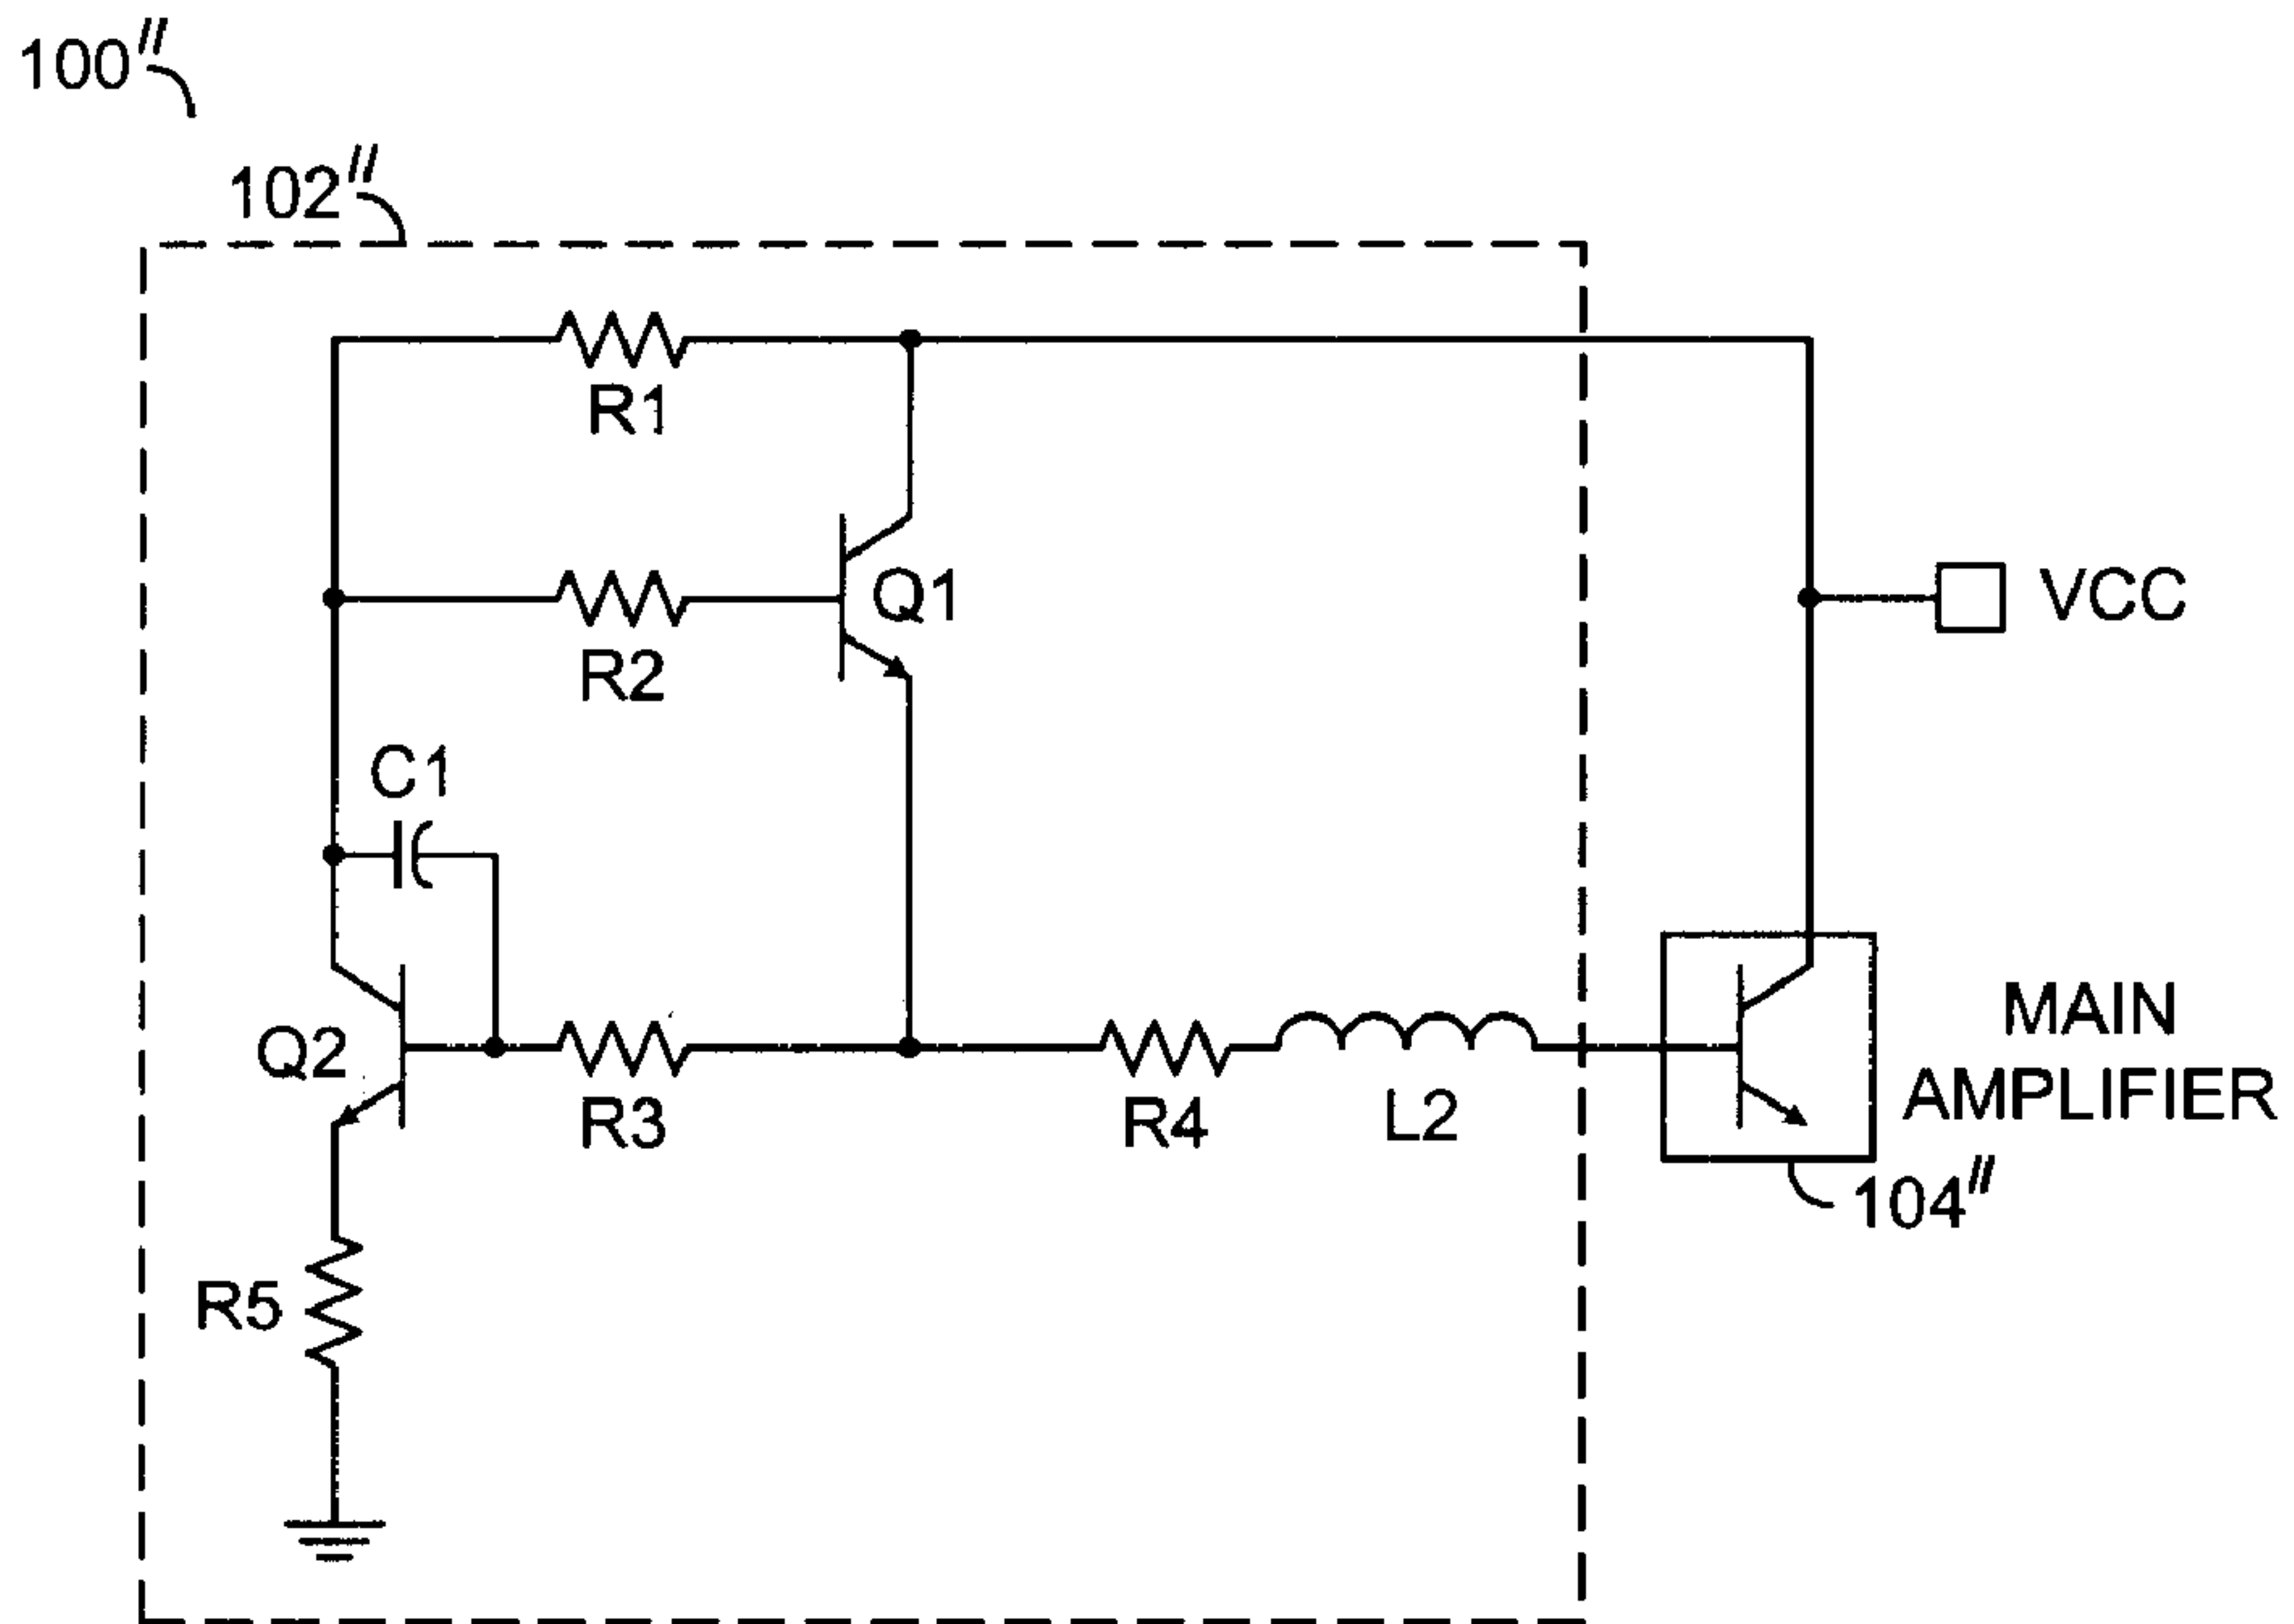 100"
102"
R1
Q1
VCC
R2
C1
Q2
R3
R4
L2
MAIN
AMPLIFIER
104"
R5